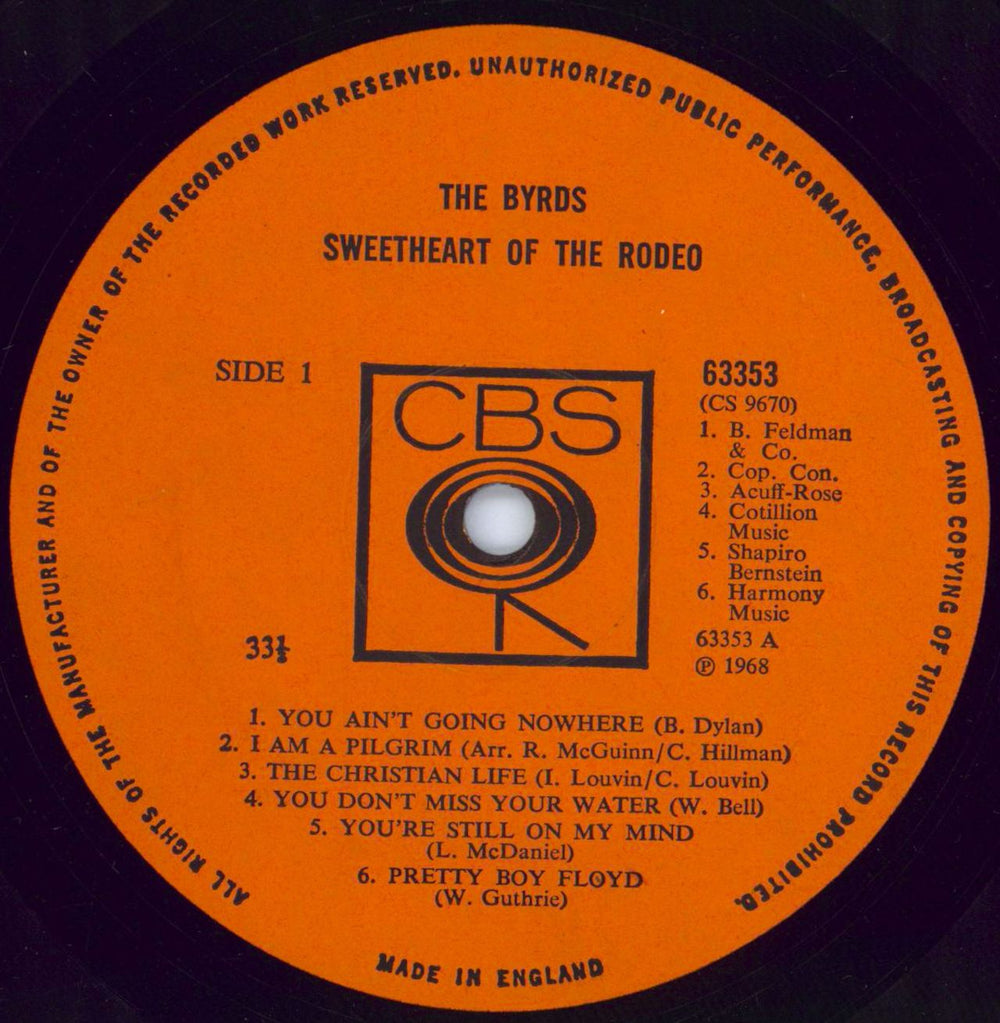 ALL RIGHTS OF THE MANUFACTURER AND OF THE OWNER OF THE RECORDED WORK RESERVED. UNAUTHORIZED PUBLIC PERFORMANCE, BROADCASTING AND COPYING OF THIS RECORD PROHIBITED.
THE BYRDS
SWEETHEART OF THE RODEO
SIDE 1
CBS
63353
(CS 9670)
1. B. Feldman
& Co.
2. Cop. Con.
3. Acuff-Rose
4. Cotillion
Music
5. Shapiro
Bernstein
6. Harmony
Music
33⅓
63353 A
℗ 1968
1. YOU AIN'T GOING NOWHERE (B. Dylan)
2. I AM A PILGRIM (Arr. R. McGuinn/C. Hillman)
3. THE CHRISTIAN LIFE (I. Louvin/C. Louvin)
4. YOU DON'T MISS YOUR WATER (W. Bell)
5. YOU'RE STILL ON MY MIND
(L. McDaniel)
6. PRETTY BOY FLOYD
(W. Guthrie)
MADE IN ENGLAND